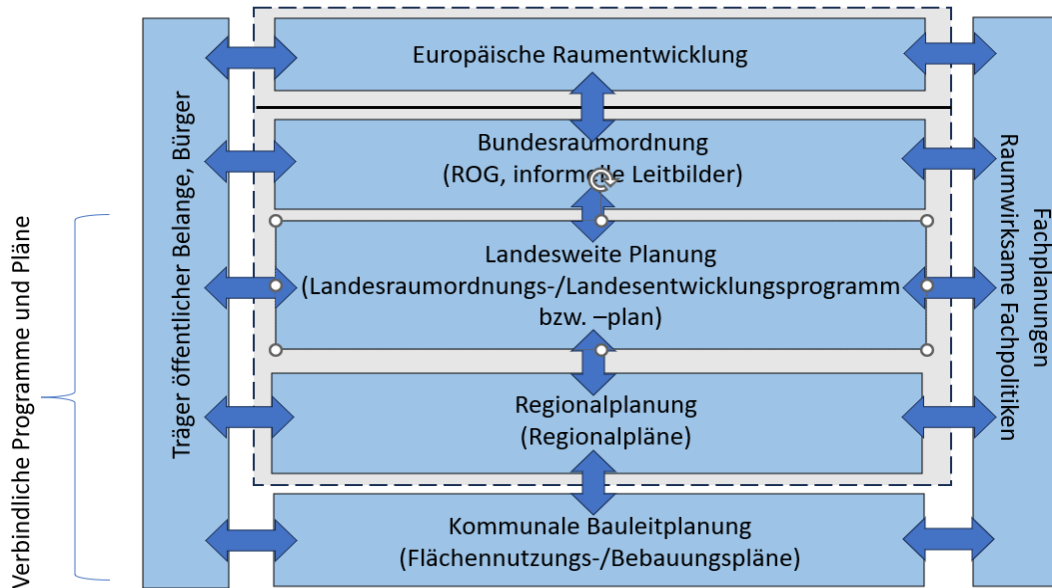 Verbindliche Programme und Pläne
Träger öffentlicher Belange, Bürger
Europäische Raumentwicklung
Bundesraumordnung
(ROG, informelle Leitbilder)
Landesweite Planung
(Landesraumordnungs-/Landesentwicklungsprogramm
bzw. –plan)
Regionalplanung
(Regionalpläne)
Kommunale Bauleitplanung
(Flächennutzungs-/Bebauungspläne)
Fachplanungen
Raumwirksame Fachpolitiken